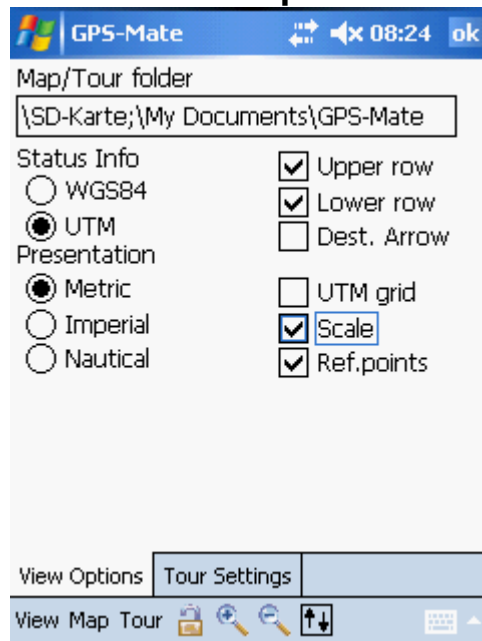 GPS-Mate 08:24 ok
Map/Tour folder
\SD-Karte;\My Documents\GPS-Mate
Status Info
WGS84
UTM
Presentation
Metric
Imperial
Nautical
Upper row
Lower row
Dest. Arrow
UTM grid
Scale
Ref.points
View Options Tour Settings
View Map Tour